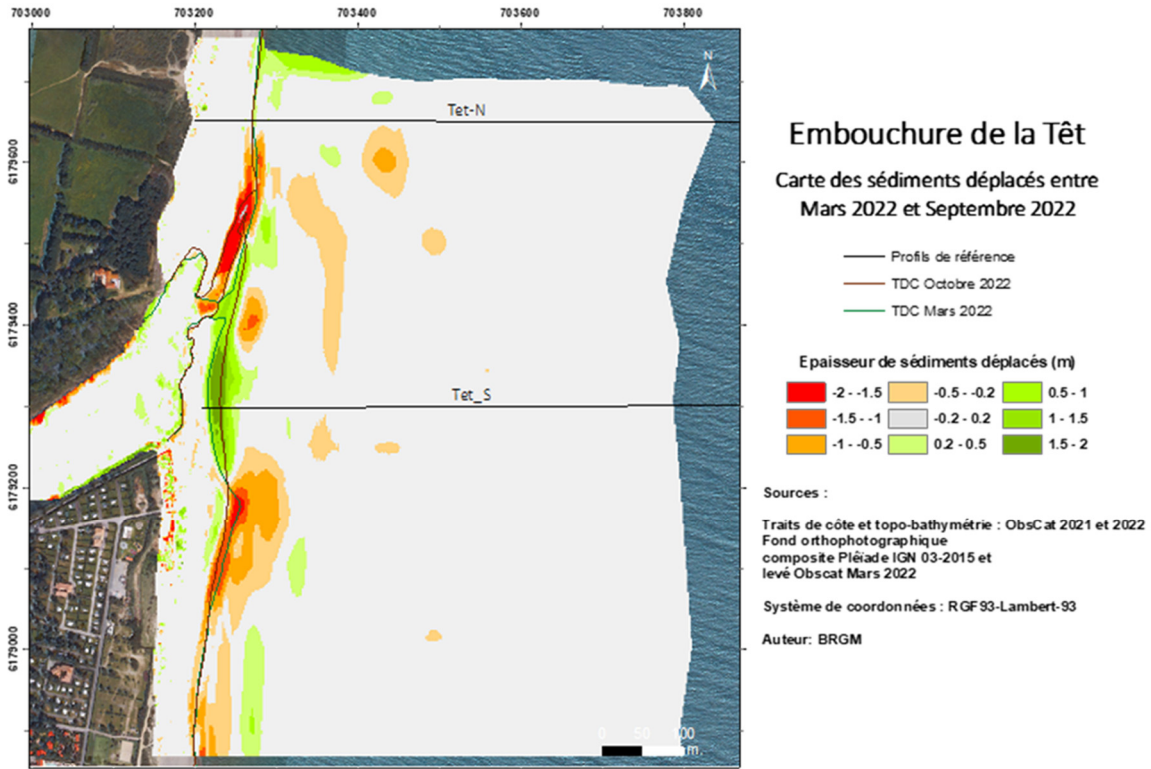 703000 703200 703400 703600 703800
6179600
6179400
6179200
6179000
N
Tet-N
Tet_S
0 50 100
m.
Embouchure de la Têt
Carte des sédiments déplacés entre
Mars 2022 et Septembre 2022
Profils de référence
TDC Octobre 2022
TDC Mars 2022
Epaisseur de sédiments déplacés (m)
-2 - -1.5 -0.5 - -0.2 0.5 - 1
-1.5 - -1 -0.2 - 0.2 1 - 1.5
-1 - -0.5 0.2 - 0.5 1.5 - 2
Sources :
Traits de côte et topo-bathymétrie : ObsCat 2021 et 2022
Fond orthophotographique
composite Pléïade IGN 03-2015 et
levé Obscat Mars 2022
Système de coordonnées : RGF93-Lambert-93
Auteur: BRGM